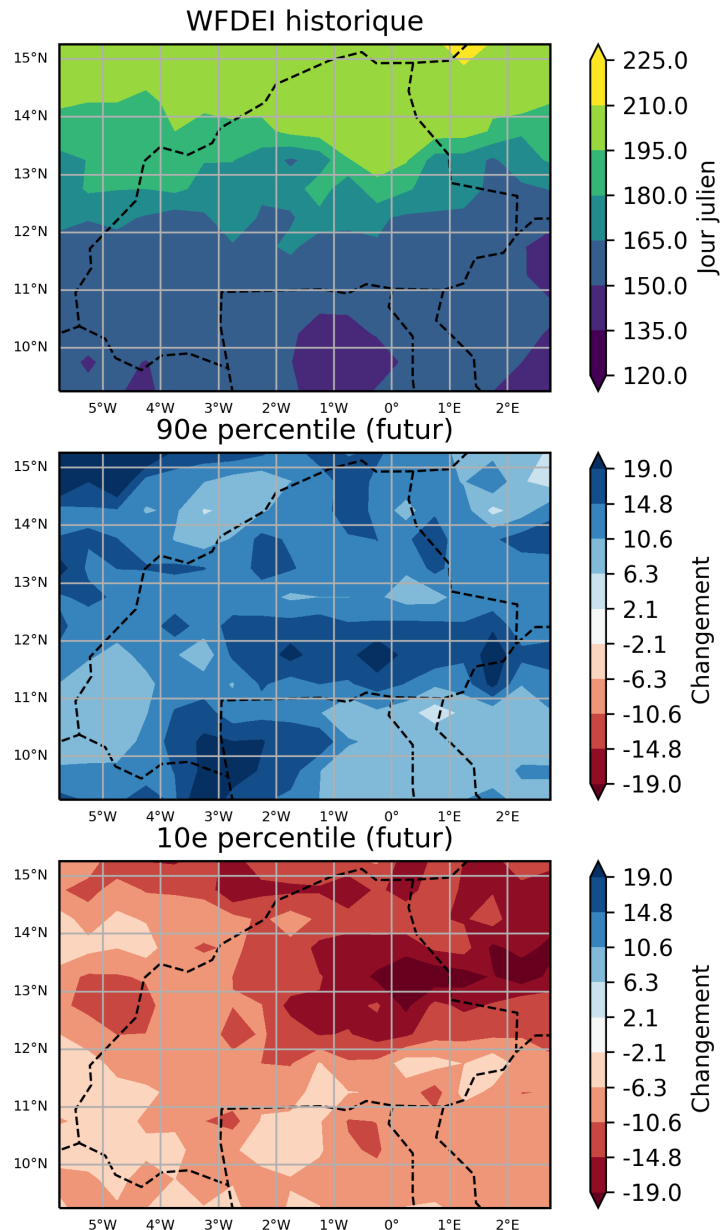 WFDEI historique
15°N
14°N
13°N
12°N
11°N
10°N
5°W 4°W 3°W 2°W 1°W 0° 1°E 2°E
225.0
210.0
195.0
180.0
165.0
150.0
135.0
120.0
Jour julien
90e percentile (futur)
15°N
14°N
13°N
12°N
11°N
10°N
5°W 4°W 3°W 2°W 1°W 0° 1°E 2°E
19.0
14.8
10.6
6.3
2.1
-2.1
-6.3
-10.6
-14.8
-19.0
Changement
10e percentile (futur)
15°N
14°N
13°N
12°N
11°N
10°N
5°W 4°W 3°W 2°W 1°W 0° 1°E 2°E
19.0
14.8
10.6
6.3
2.1
-2.1
-6.3
-10.6
-14.8
-19.0
Changement